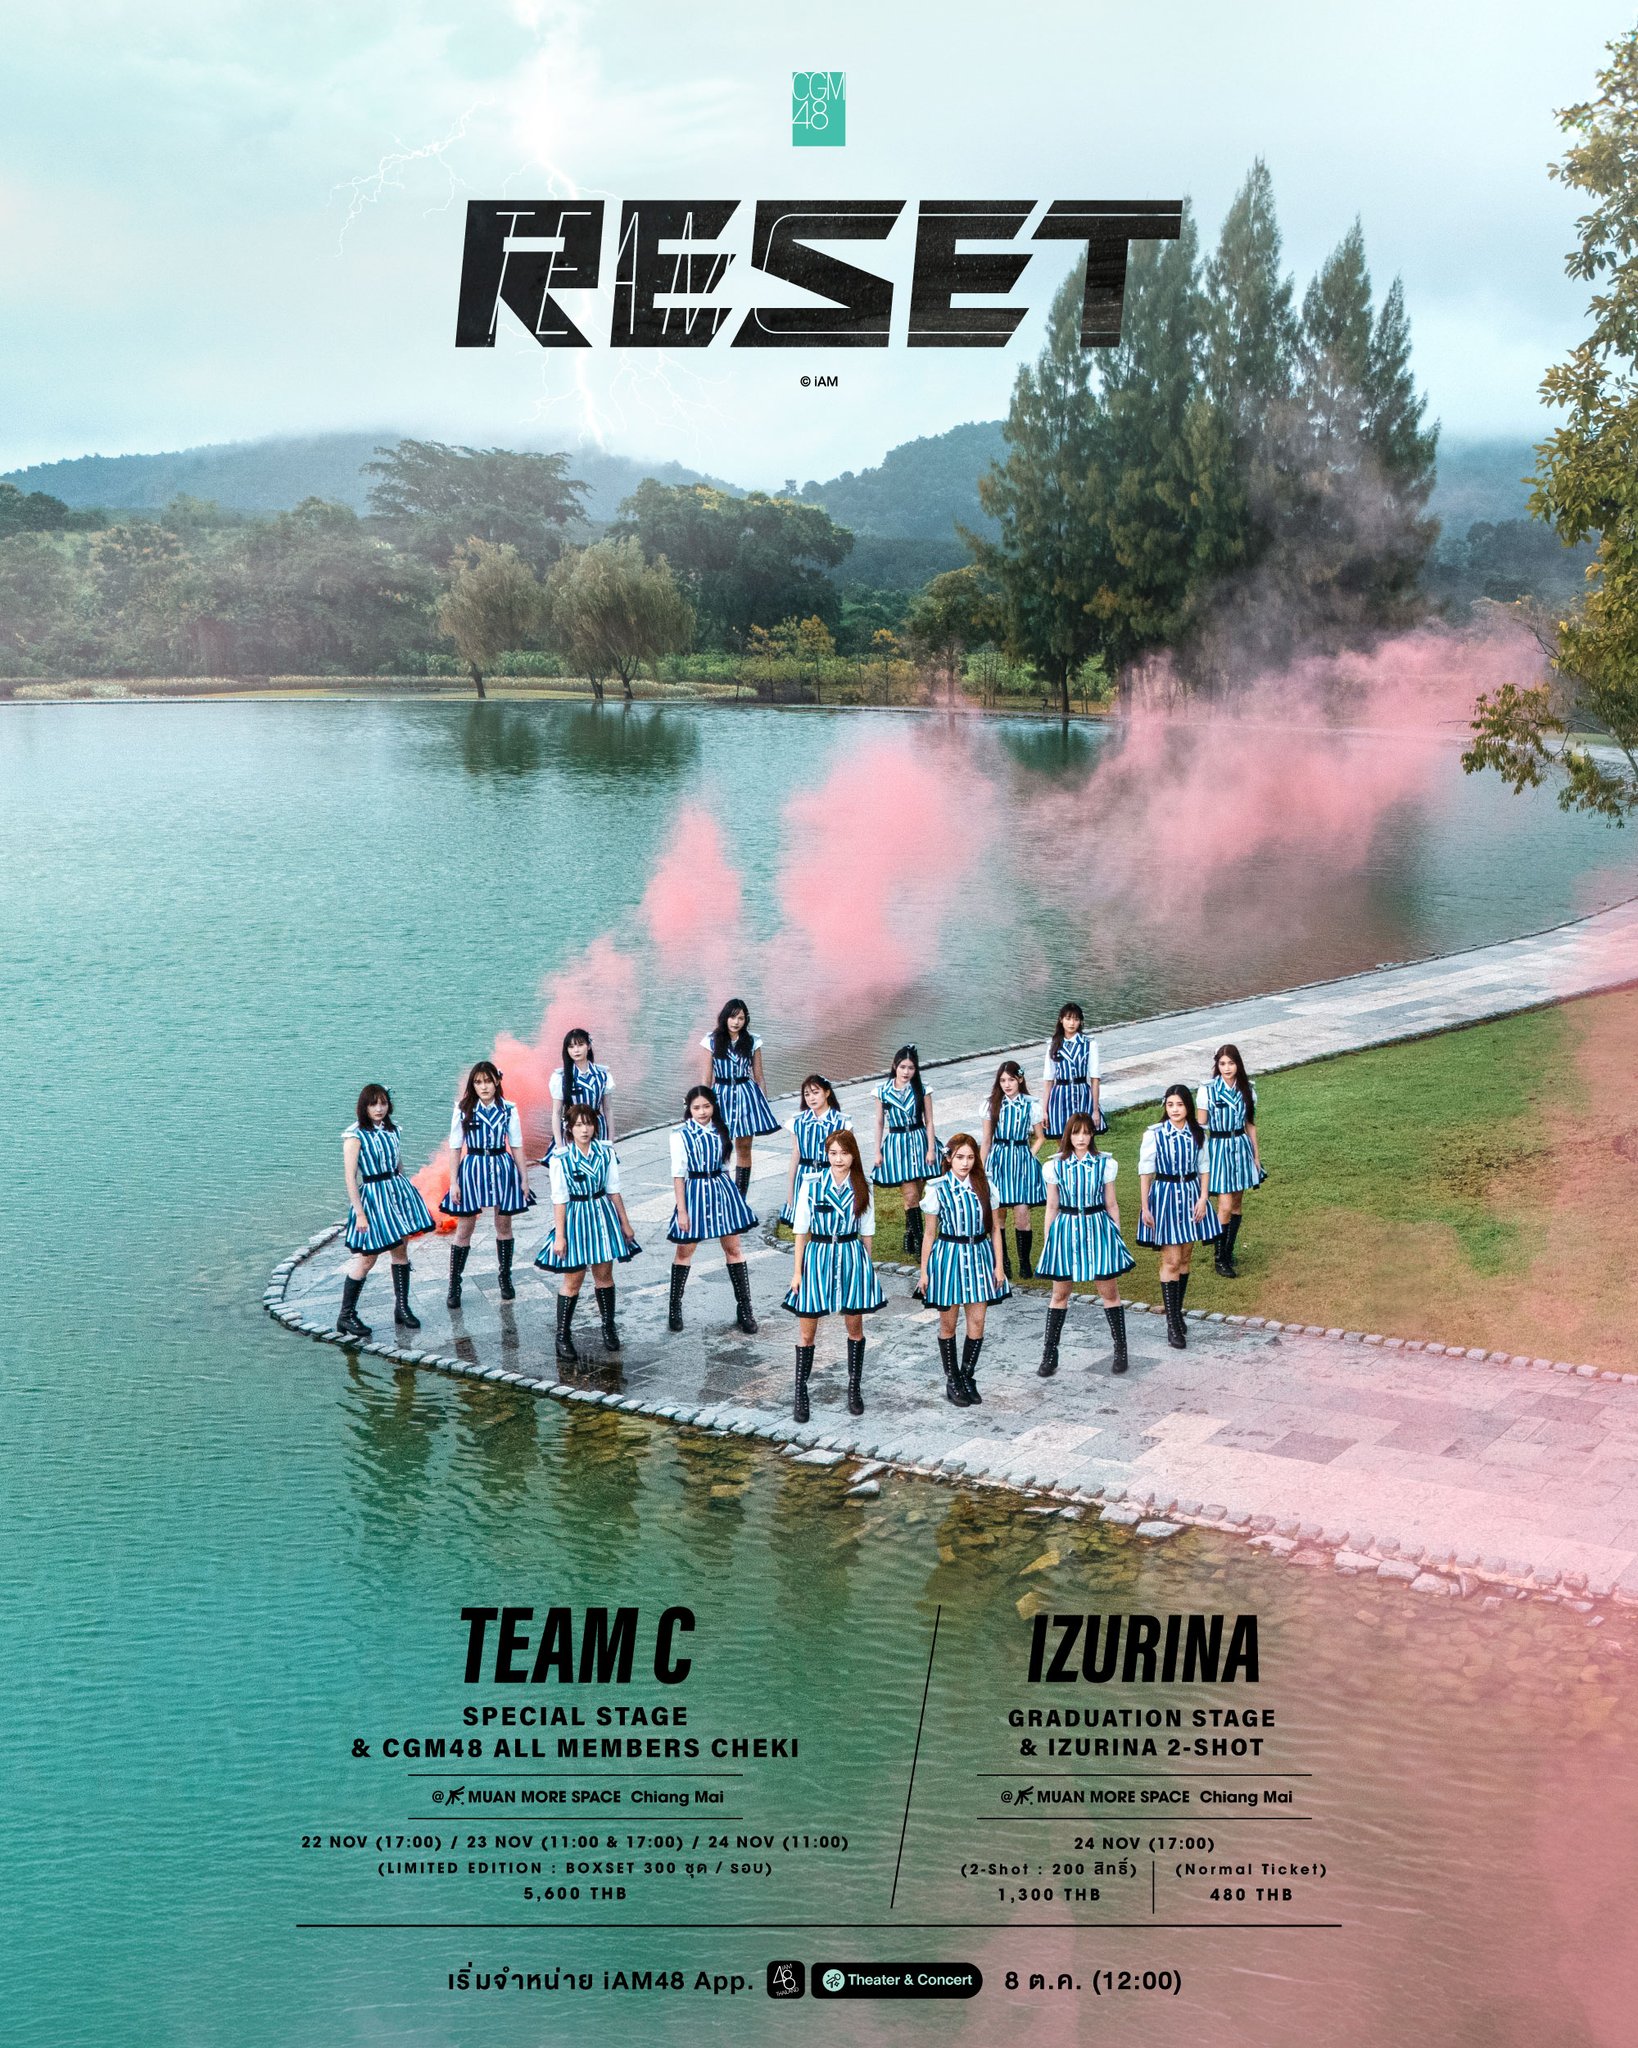 CGM
48
RESET
TEAM C
© iAM
TEAM C
SPECIAL STAGE
& CGM48 ALL MEMBERS CHEKI
@ MUAN MORE SPACE Chiang Mai
22 NOV (17:00) / 23 NOV (11:00 & 17:00) / 24 NOV (11:00)
(LIMITED EDITION : BOXSET 300 ชุด / รอบ)
5,600 THB
IZURINA
GRADUATION STAGE
& IZURINA 2-SHOT
@ MUAN MORE SPACE Chiang Mai
24 NOV (17:00)
(2-Shot : 200 สิทธิ์)
1,300 THB
(Normal Ticket)
480 THB
เริ่มจำหน่าย iAM48 App. iAM 48 THAILAND Theater & Concert 8 ต.ค. (12:00)